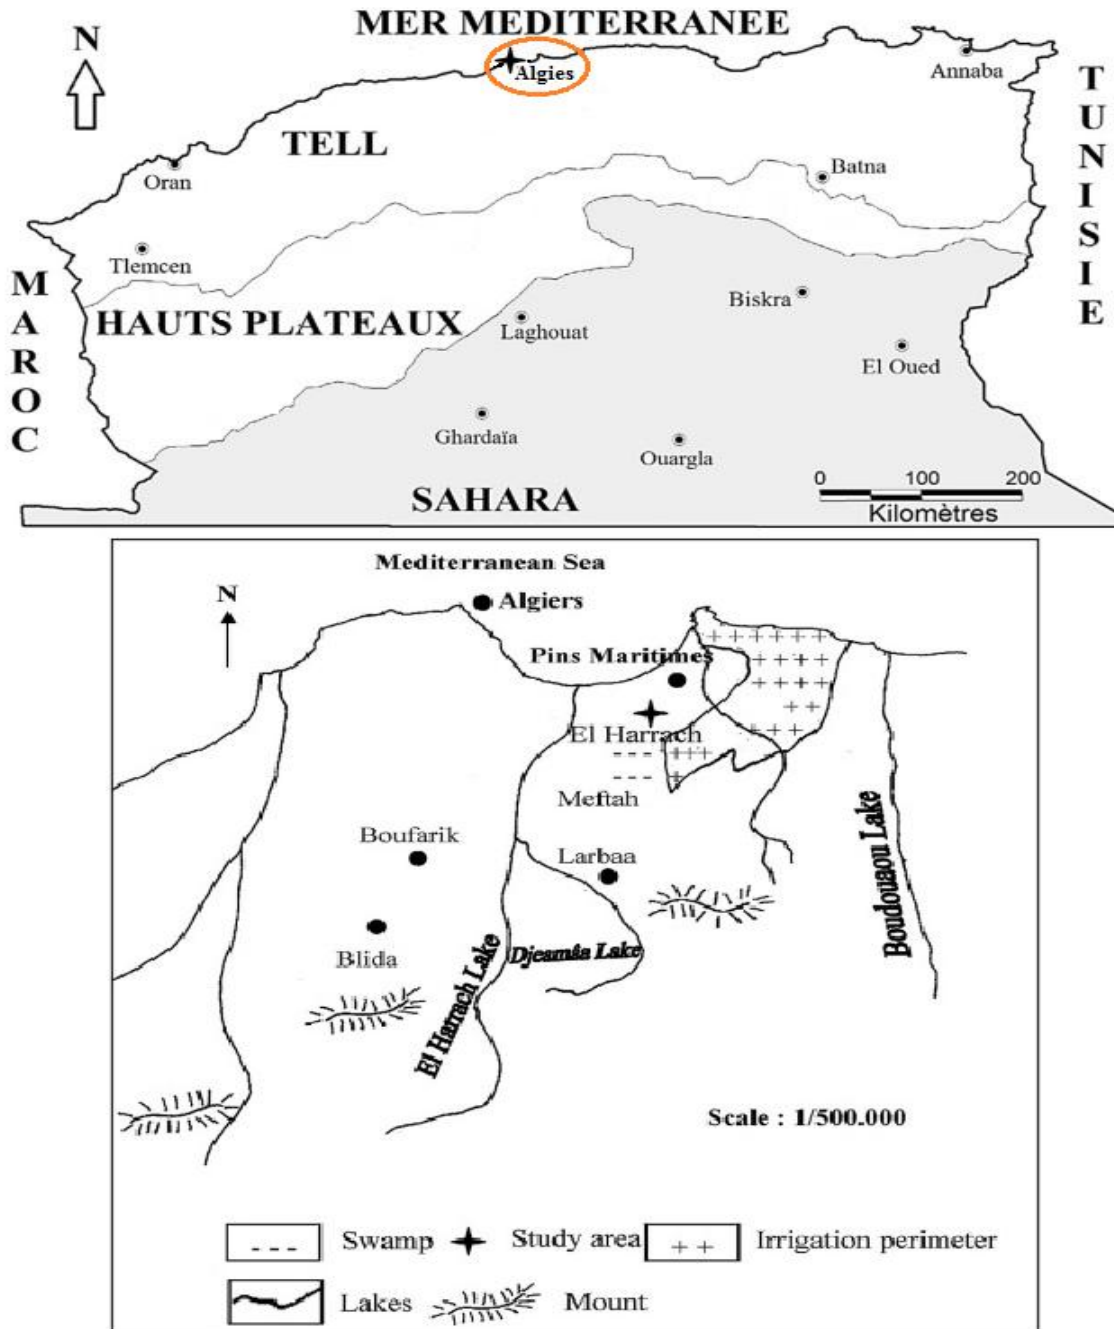 MER MEDITERRANEE
N
Algies
Annaba
TUNISIE
TELL
Oran
Batna
Tlemcen
MAROC
HAUTS PLATEAUX
Biskra
Laghouat
El Oued
Ghardaïa
Ouargla
SAHARA
0 100 200
Kilomètres
Mediterranean Sea
N
Algiers
Pins Maritimes
El Harrach
Meftah
Boufarik
Larbaa
Boudouaou Lake
Blida
El Harrach Lake
Djeamâa Lake
Scale : 1/500.000
Swamp
Study area
Irrigation perimeter
Lakes
Mount